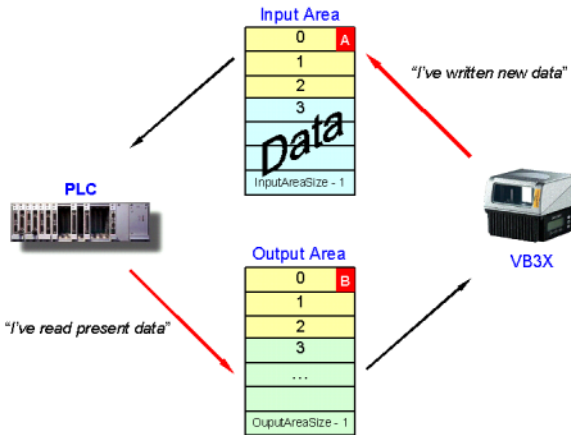 Input Area
0 A
1
2
3
Data
InputAreaSize - 1
"I've written new data"
PLC
VB3X
Output Area
0 B
1
2
3
...
OuputAreaSize - 1
"I've read present data"